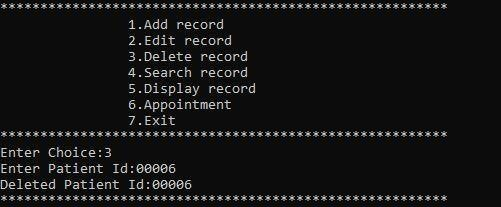 ********************************************************
1.Add record
2.Edit record
3.Delete record
4.Search record
5.Display record
6.Appointment
7.Exit
********************************************************
Enter Choice:3
Enter Patient Id:00006
Deleted Patient Id:00006
********************************************************